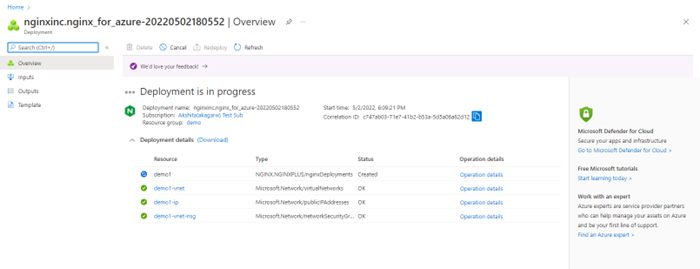 nginxinc.nginx_for_azure-20220502180552 | Overview
Deployment
Search (Ctrl+/)
Delete Cancel Redeploy Refresh
Overview
Inputs
Outputs
Template
We'd love your feedback! →
Deployment is in progress
Deployment name: nginxinc.nginx_for_azure-20220502180552
Subscription: Akshita(akagarw) Test Sub
Resource group: demo
Start time: 5/2/2022, 6:09:21 PM
Correlation ID: c747ab03-71e7-41b2-b53a-5d5a06a62d12
Deployment details (Download)
Resource Type Status Operation details
demo1 NGINX.NGINXPLUS/nginxDeployments Created Operation details
demo1-vnet Microsoft.Network/virtualNetworks OK Operation details
demo1-ip Microsoft.Network/publicIPAddresses OK Operation details
demo1-vnet-nsg Microsoft.Network/networkSecurityGr... OK Operation details
Microsoft Defender for Cloud
Secure your apps and infrastructure
Go to Microsoft Defender for Cloud >
Free Microsoft tutorials
Start learning today >
Work with an expert
Azure experts are service provider partners
who can help manage your assets on Azure
and be your first line of support.
Find an Azure expert >